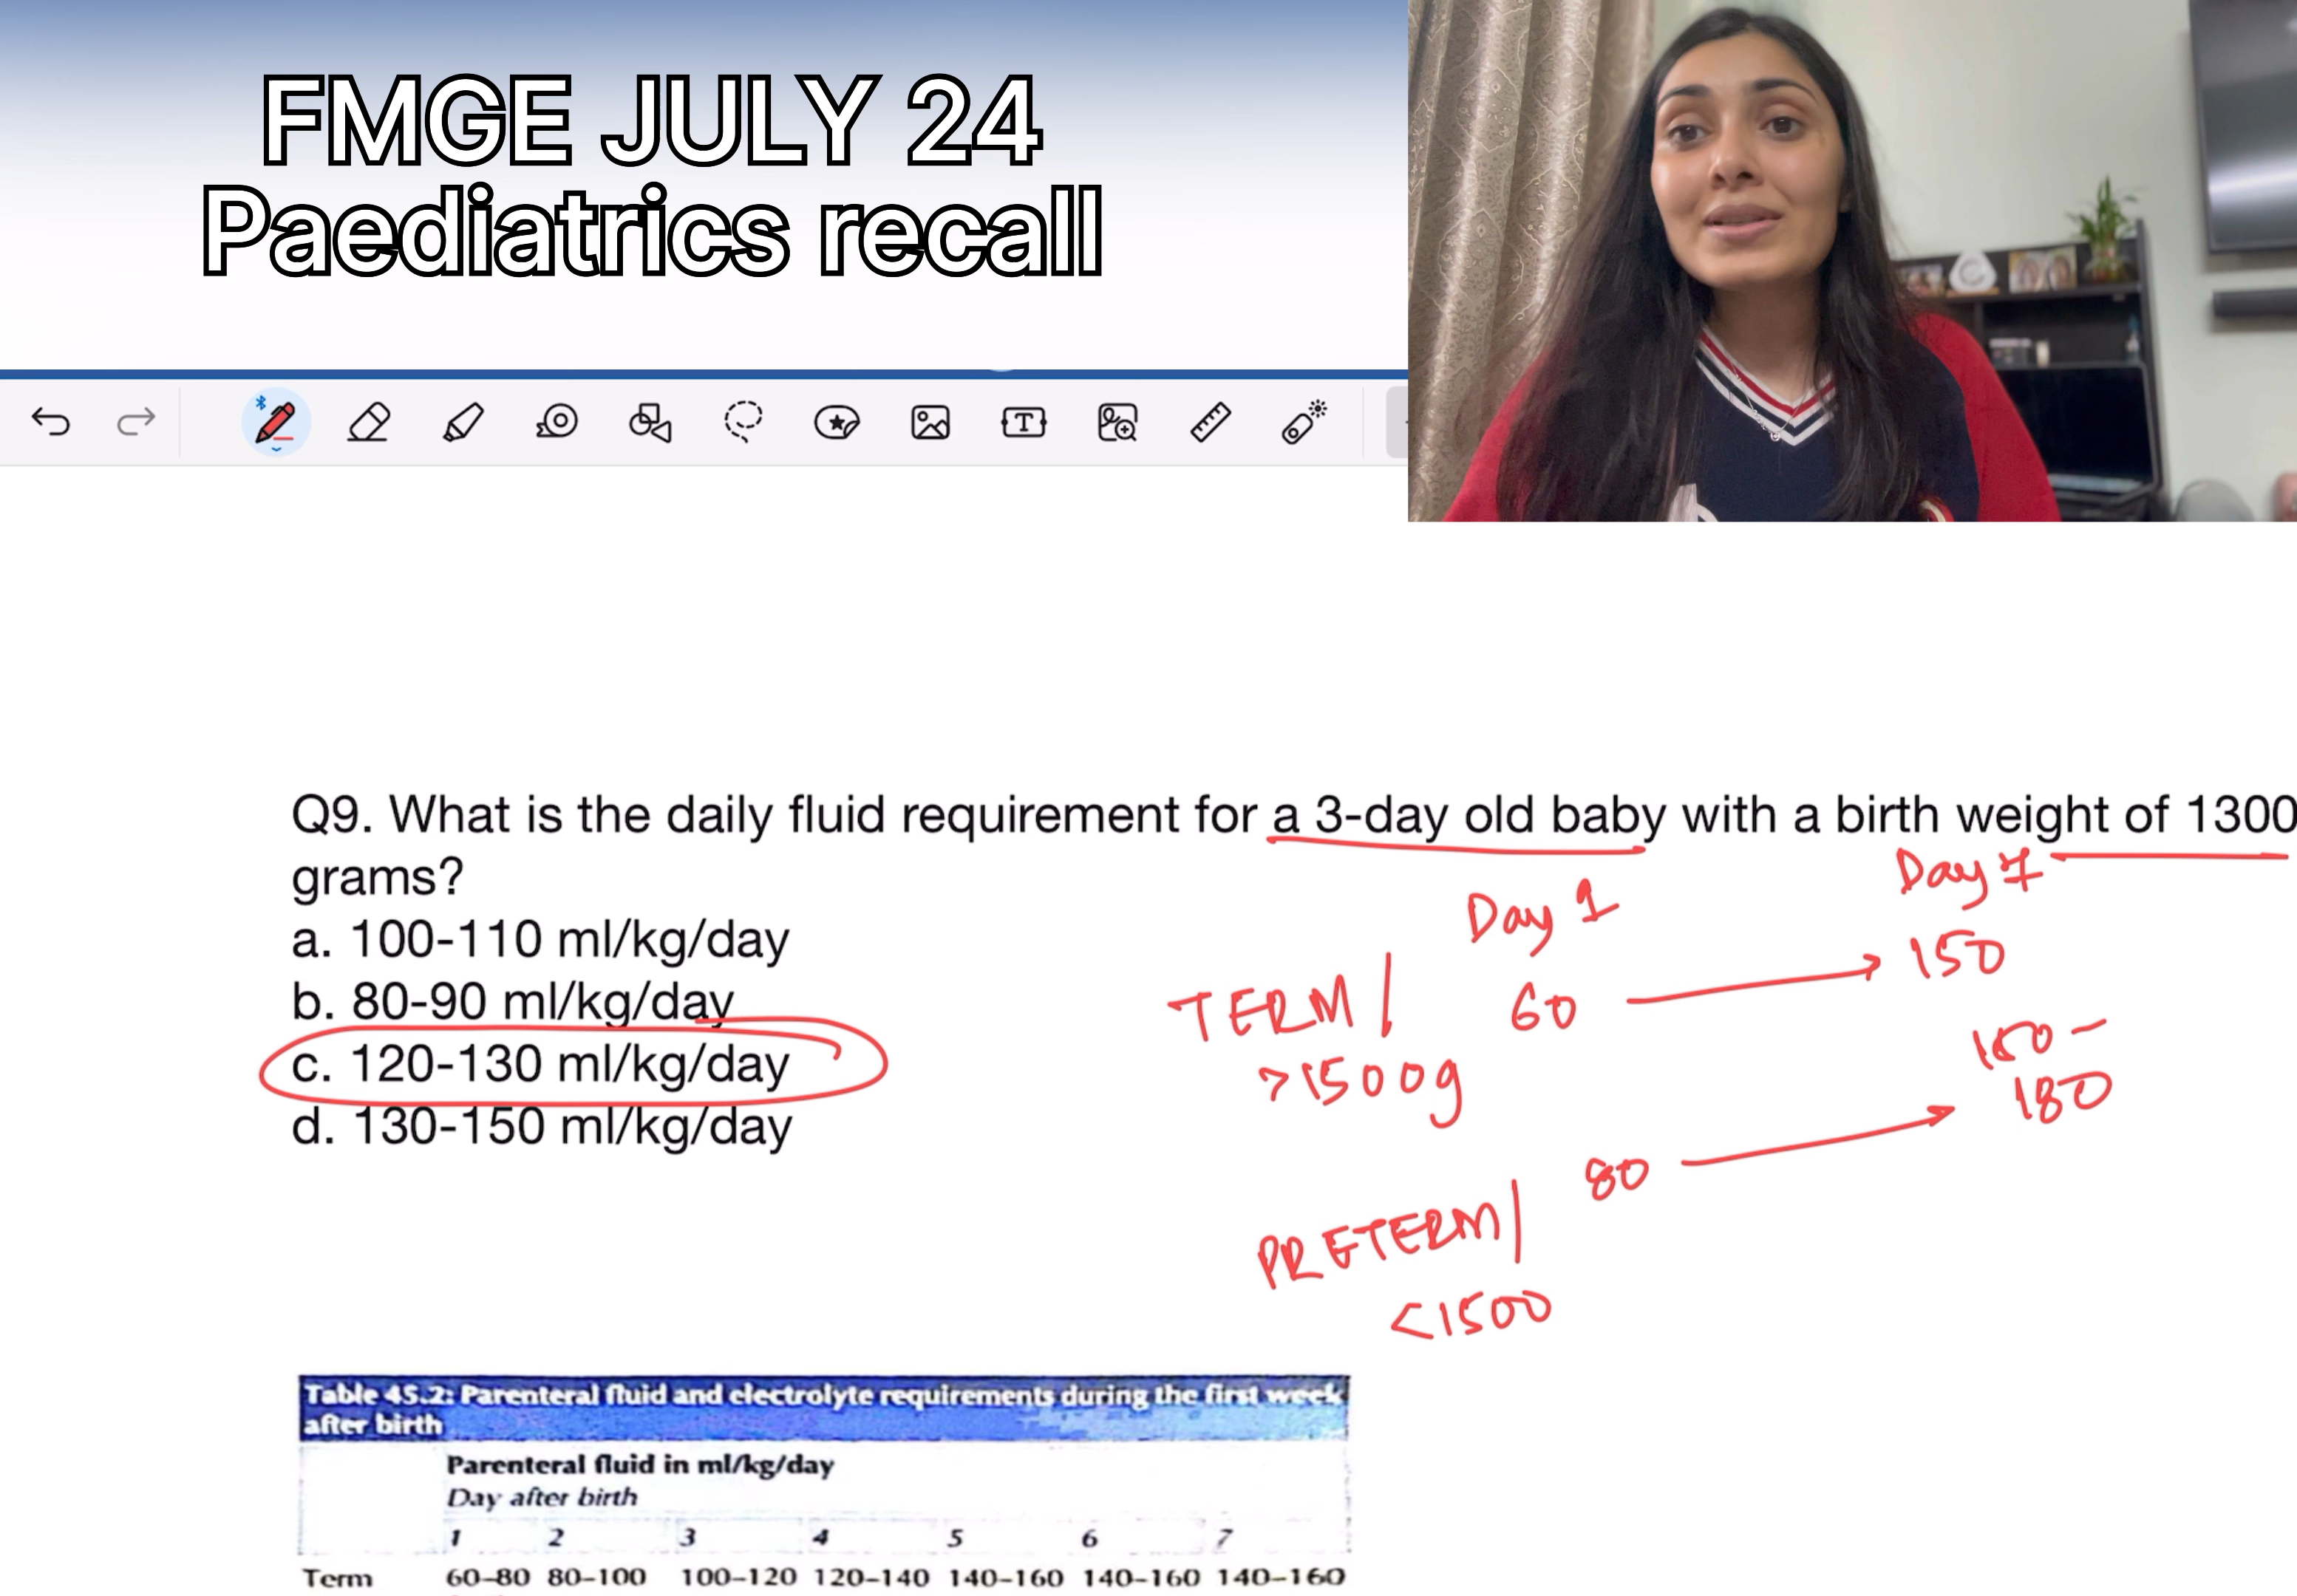 FMGE JULY 24
Paediatrics recall
Q9. What is the daily fluid requirement for a 3-day old baby with a birth weight of 1300
grams?
a. 100-110 ml/kg/day
b. 80-90 ml/kg/day
c. 120-130 ml/kg/day
d. 130-150 ml/kg/day
Day 1
Day 7
TERM/
60
150
>1500g
150-
180
PRETERM/
80
<1500
Table 45.2: Parenteral fluid and electrolyte requirements during the first week
after birth
Parenteral fluid in ml/kg/day
Day after birth
1 2 3 4 5 6 7
Term 60–80 80–100 100–120 120–140 140–160 140–160 140–160